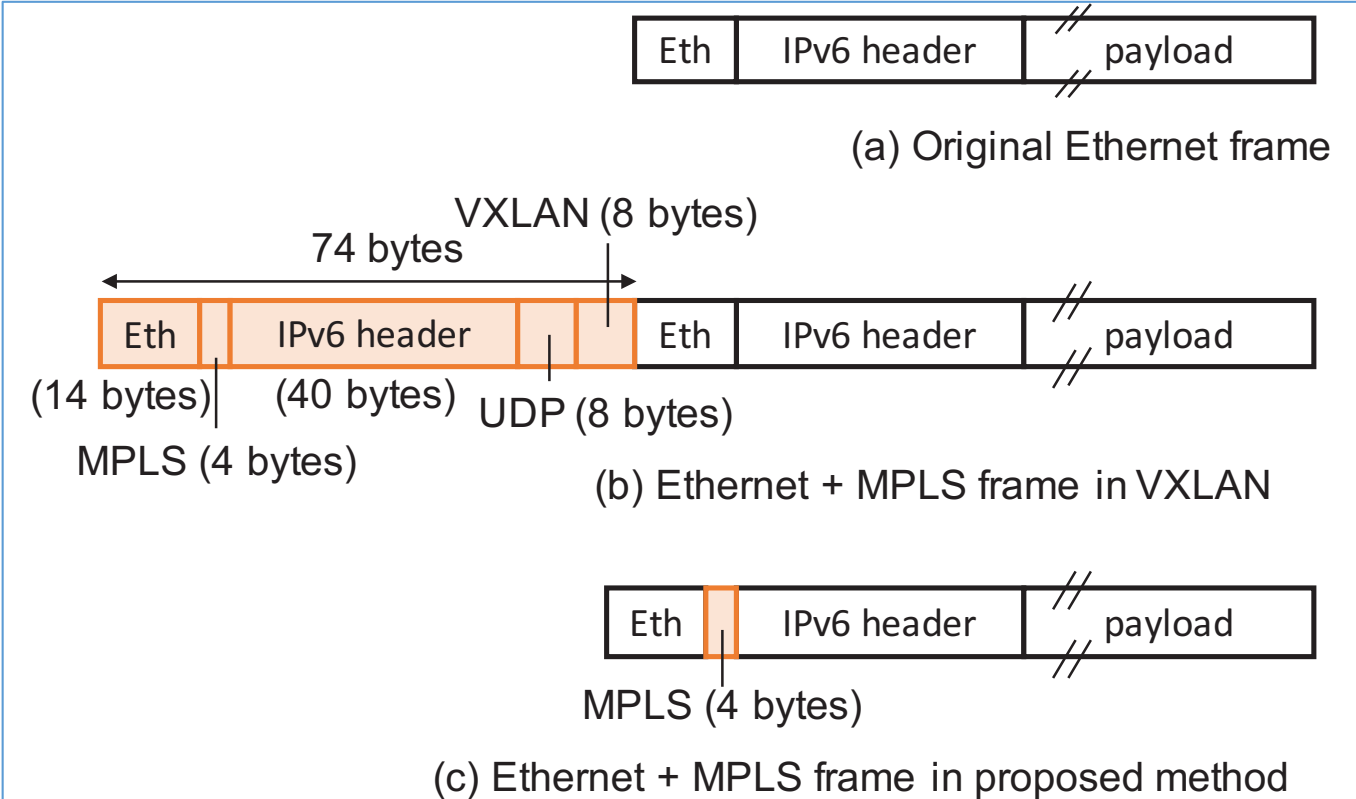 Eth IPv6 header payload
(a) Original Ethernet frame
VXLAN (8 bytes)
74 bytes
Eth IPv6 header Eth IPv6 header payload
(14 bytes) (40 bytes) UDP (8 bytes)
MPLS (4 bytes)
(b) Ethernet + MPLS frame in VXLAN
Eth IPv6 header payload
MPLS (4 bytes)
(c) Ethernet + MPLS frame in proposed method